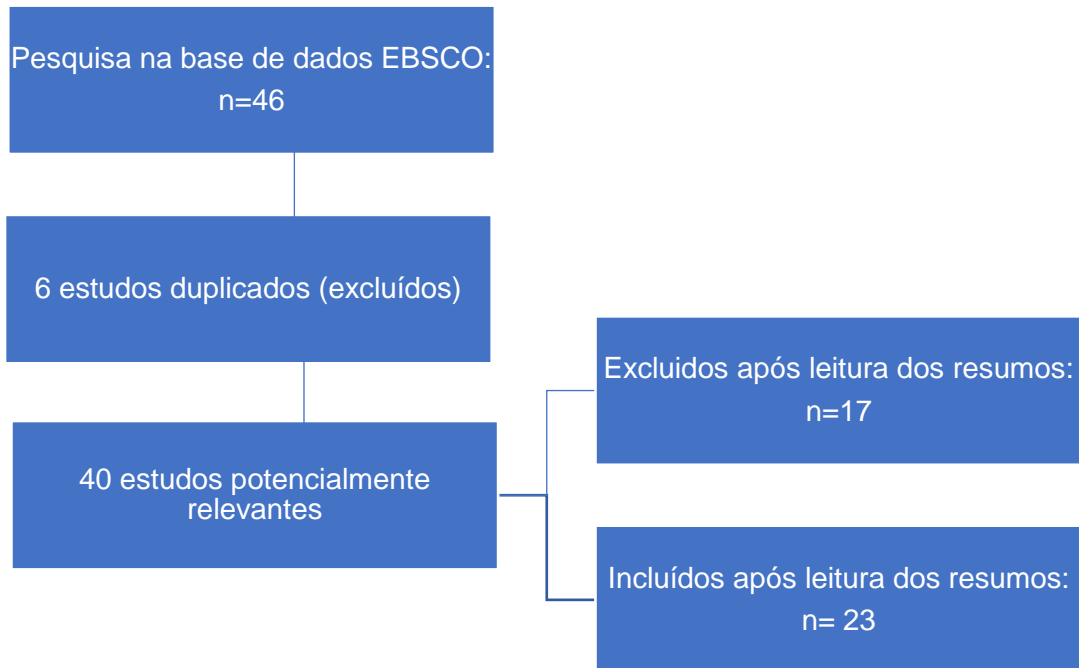 Pesquisa na base de dados EBSCO:
n=46
6 estudos duplicados (excluídos)
40 estudos potencialmente
relevantes
Excluidos após leitura dos resumos:
n=17
Incluídos após leitura dos resumos:
n= 23